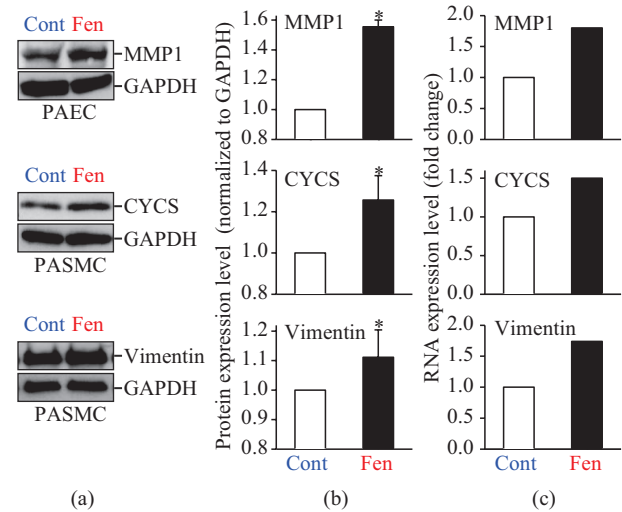 Cont Fen
MMP1
GAPDH
PAEC
Cont Fen
CYCS
GAPDH
PASMC
Cont Fen
Vimentin
GAPDH
PASMC
(a)
Protein expression level (normalized to GAPDH)
1.6
1.4
1.2
1.0
0.8
MMP1
*
1.6
1.4
1.2
1.0
0.8
CYCS
*
1.2
1.1
1.0
0.9
0.8
Vimentin
*
Cont Fen
(b)
RNA expression level (fold change)
2.0
1.5
1.0
0.5
0.0
MMP1
2.0
1.5
1.0
0.5
0.0
CYCS
2.0
1.5
1.0
0.5
0.0
Vimentin
Cont Fen
(c)